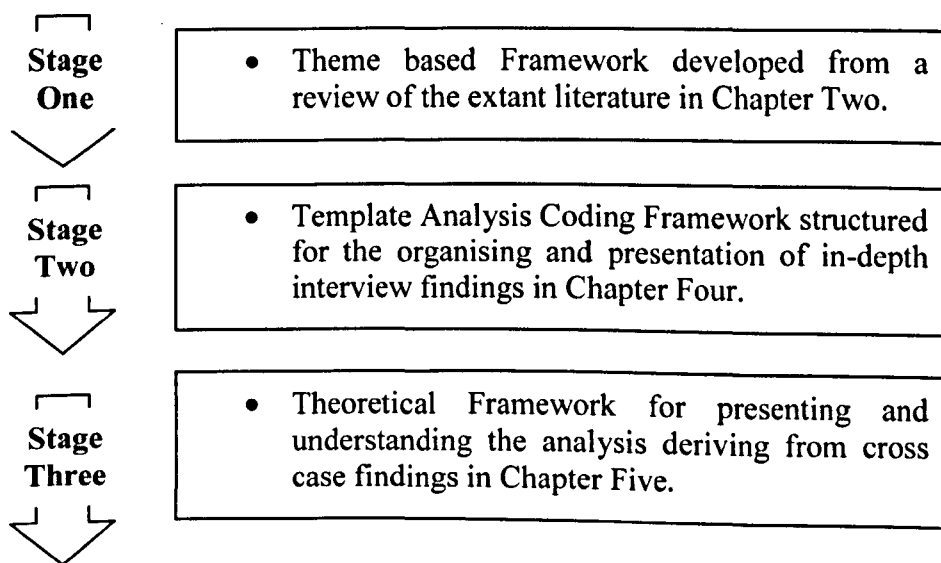 Stage
One
• Theme based Framework developed from a
review of the extant literature in Chapter Two.
Stage
Two
• Template Analysis Coding Framework structured
for the organising and presentation of in-depth
interview findings in Chapter Four.
Stage
Three
• Theoretical Framework for presenting and
understanding the analysis deriving from cross
case findings in Chapter Five.